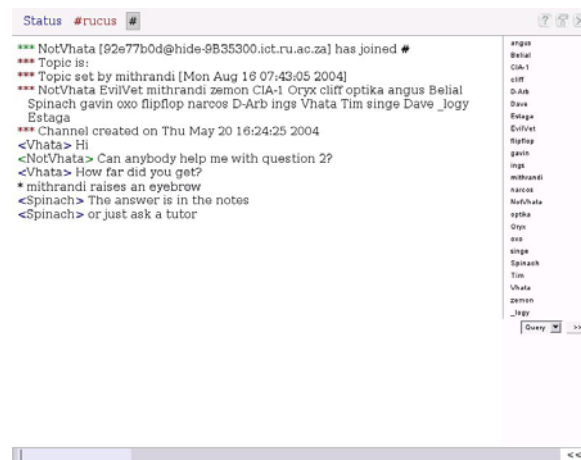 Status #rucus #
*** NotVhata [92e77b0d@hide-9B35300.ict.ru.ac.za] has joined #
*** Topic is:
*** Topic set by mithrandi [Mon Aug 16 07:43:05 2004]
*** NotVhata EvilVet mithrandi zemon CIA-1 Oryx cliff optika angus Belial
Spinach gavin oxo flipflop narcos D-Arb ings Vhata Tim singe Dave _logy
Estaga
*** Channel created on Thu May 20 16:24:25 2004
<Vhata> Hi
<NotVhata> Can anybody help me with question 2?
<Vhata> How far did you get?
* mithrandi raises an eyebrow
<Spinach> The answer is in the notes
<Spinach> or just ask a tutor
angus
Belial
CIA-1
cliff
D-Arb
Dave
Estaga
EvilVet
flipflop
gavin
ings
mithrandi
narcos
NotVhata
optika
Oryx
oxo
singe
Spinach
Tim
Vhata
zemon
_logy
Query >>
<<